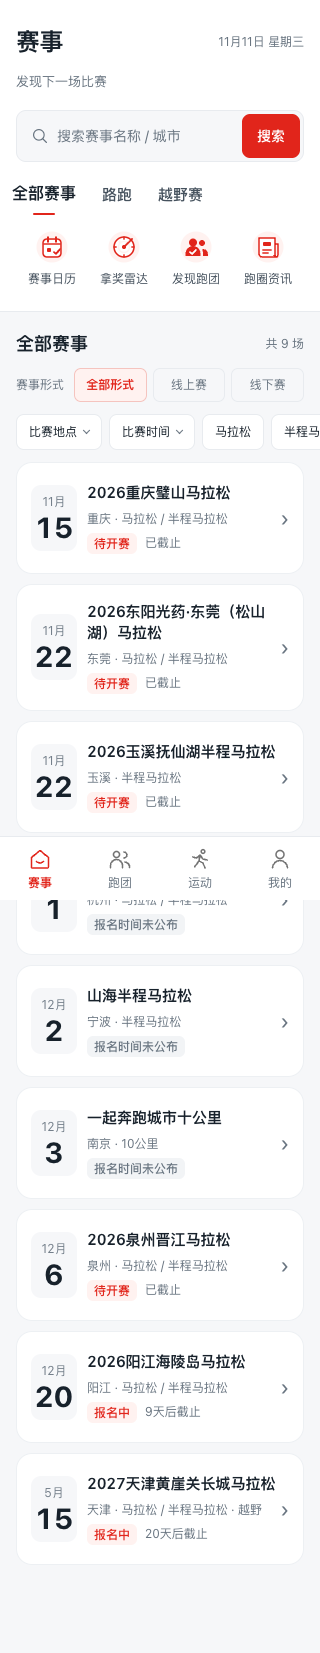 赛事
11月11日 星期三
发现下一场比赛
搜索赛事名称 / 城市
搜索
全部赛事 路跑 越野赛
赛事日历 拿奖雷达 发现跑团 跑圈资讯
全部赛事
共 9 场
赛事形式 全部形式 线上赛 线下赛
比赛地点 比赛时间 马拉松 半程马
11月
15
2026重庆璧山马拉松
重庆 · 马拉松 / 半程马拉松
待开赛 已截止
11月
22
2026东阳光药·东莞（松山
湖）马拉松
东莞 · 马拉松 / 半程马拉松
待开赛 已截止
11月
22
2026玉溪抚仙湖半程马拉松
玉溪 · 半程马拉松
待开赛 已截止
赛事 跑团 运动 我的
1
杭州 · 马拉松 / 半程马拉松
报名时间未公布
12月
2
山海半程马拉松
宁波 · 半程马拉松
报名时间未公布
12月
3
一起奔跑城市十公里
南京 · 10公里
报名时间未公布
12月
6
2026泉州晋江马拉松
泉州 · 马拉松 / 半程马拉松
待开赛 已截止
12月
20
2026阳江海陵岛马拉松
阳江 · 马拉松 / 半程马拉松
报名中 9天后截止
5月
15
2027天津黄崖关长城马拉松
天津 · 马拉松 / 半程马拉松 · 越野
报名中 20天后截止